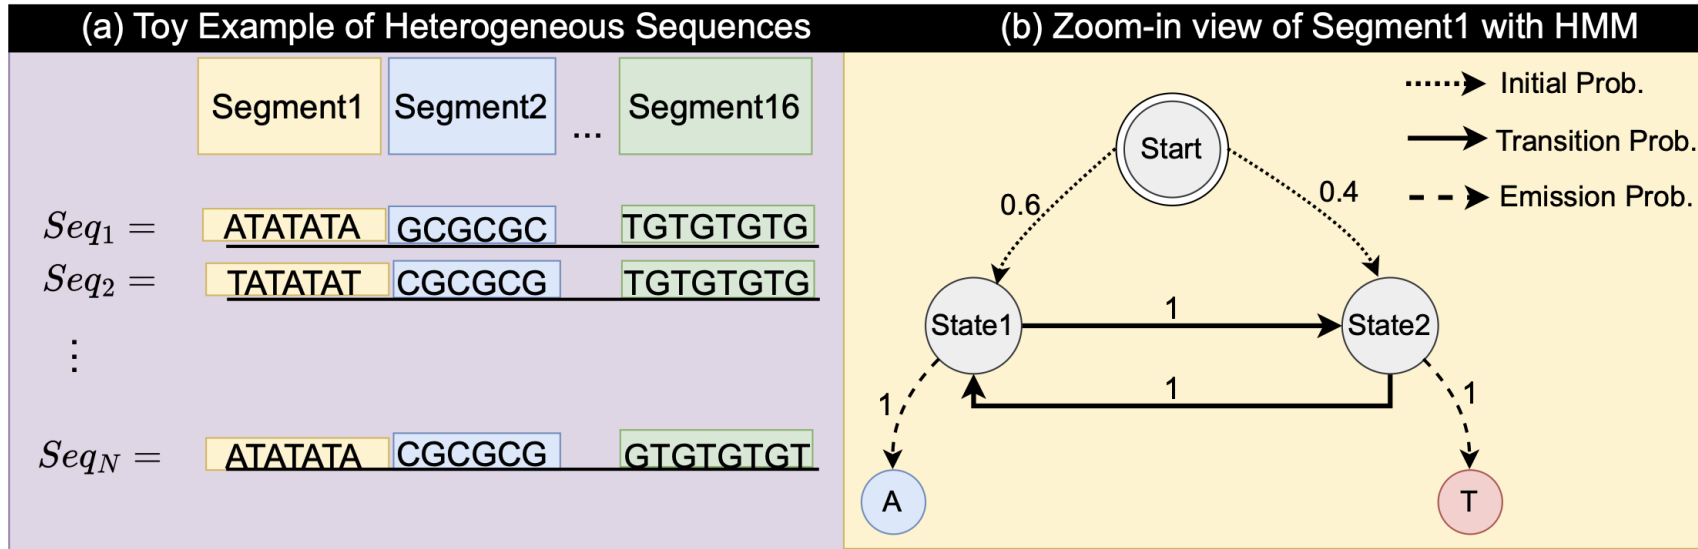 (a) Toy Example of Heterogeneous Sequences
Segment1 Segment2 ... Segment16
Seq1 = ATATATA GCGCGC TGTGTGTG
Seq2 = TATATAT CGCGCG TGTGTGTG
⋮
SeqN = ATATATA CGCGCG GTGTGTGT
(b) Zoom-in view of Segment1 with HMM
Initial Prob.
Transition Prob.
Emission Prob.
Start
0.6 0.4
State1 1 State2
1
1 1
A T